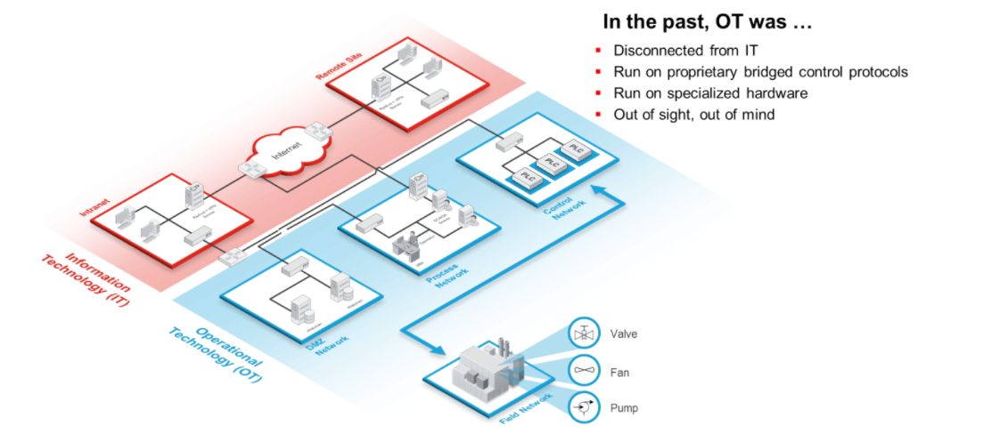 In the past, OT was …
Disconnected from IT
Run on proprietary bridged control protocols
Run on specialized hardware
Out of sight, out of mind
Remote Site
Internet
Intranet
Information
Technology (IT)
PLC
PLC
PLC
Control
Network
Process
Network
DMZ
Network
Operational
Technology (OT)
Field Network
Valve
Fan
Pump